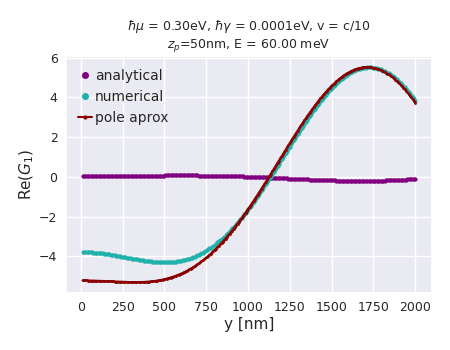 ℏμ = 0.30eV, ℏγ = 0.0001eV, v = c/10
z_p=50nm, E = 60.00 meV
6
4
2
0
−2
−4
Re(G₁)
analytical
numerical
pole aprox
0 250 500 750 1000 1250 1500 1750 2000
y [nm]